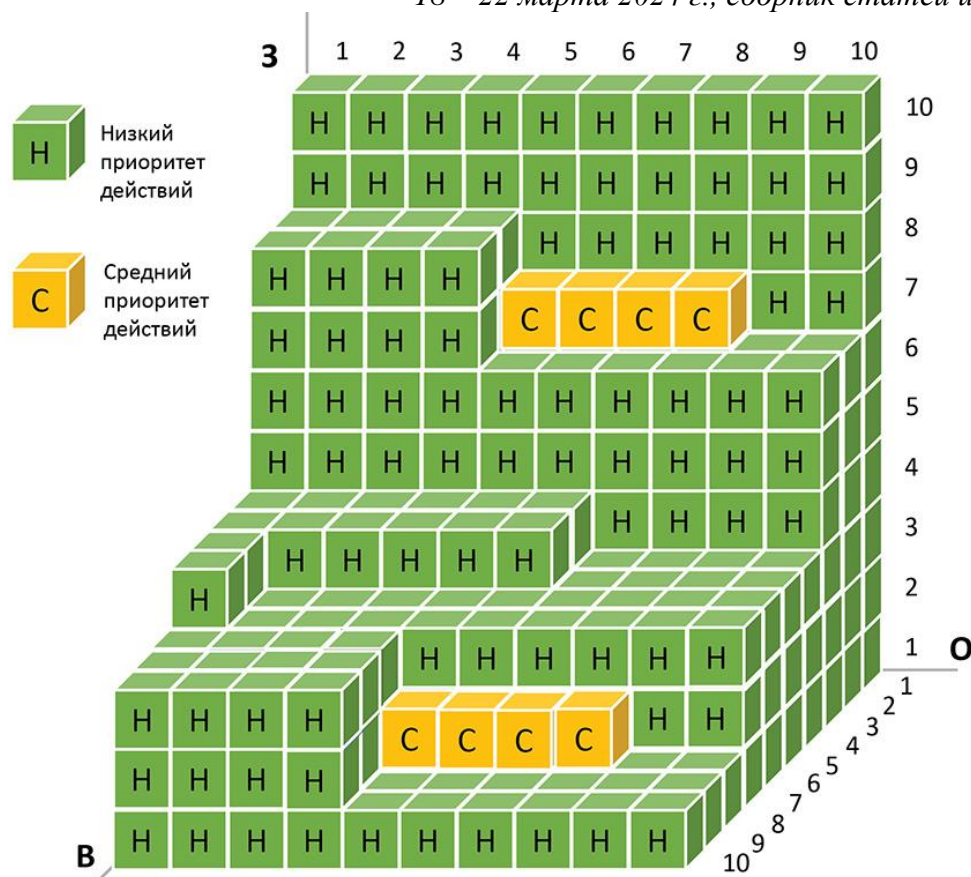 18 – 22 марта 2024 г., сборник статей и
З 1 2 3 4 5 6 7 8 9 10
Н Низкий приоритет действий
С Средний приоритет действий
Н Н Н Н Н Н Н Н Н Н 10
Н Н Н Н Н Н Н Н Н Н 9
Н Н Н Н Н Н 8
Н Н Н Н
С С С С Н Н 7
Н Н Н Н 6
Н Н Н Н Н Н Н Н Н Н 5
Н Н Н Н Н Н Н Н Н Н 4
Н Н Н Н 3
Н Н Н Н Н
Н 2
Н Н Н Н Н Н 1 О
Н Н Н Н
С С С С Н Н
Н Н Н Н
Н Н Н Н Н Н Н Н Н Н
В
1 2 3 4 5 6 7 8 9 10